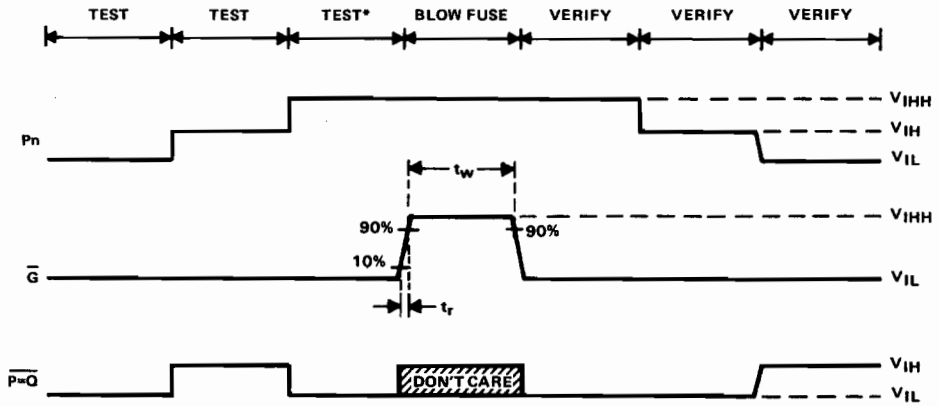 TEST TEST TEST* BLOW FUSE VERIFY VERIFY VERIFY
Pn
VIHH
VIH
VIL
tw
90%
90%
VIHH
10%
G
VIL
tr
P=Q
DON'T CARE
VIH
VIL